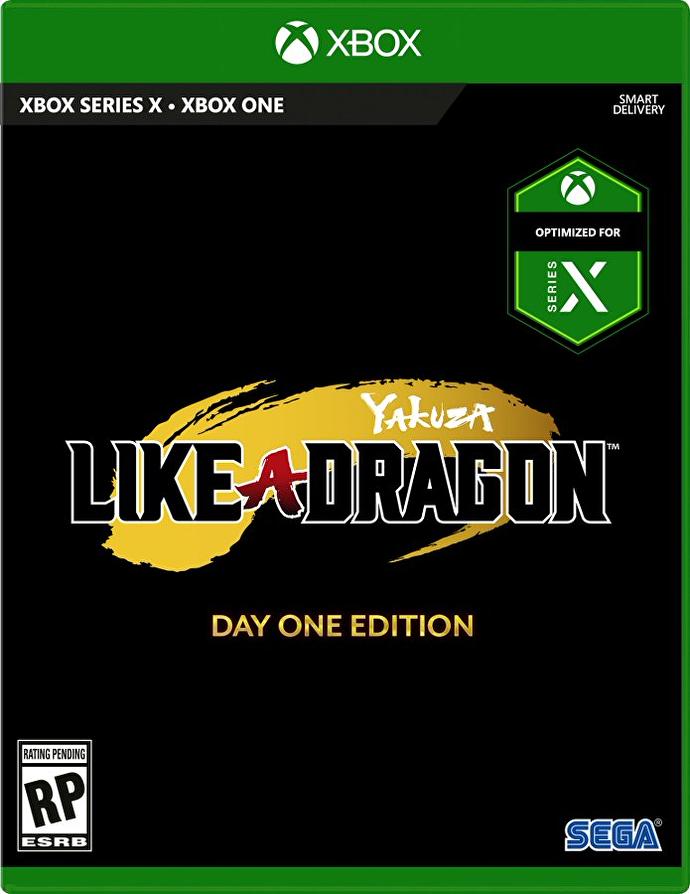 XBOX
XBOX SERIES X • XBOX ONE
SMART
DELIVERY
OPTIMIZED FOR
SERIES X
YAKUZA
LIKE A DRAGON™
DAY ONE EDITION
RATING PENDING
RP
ESRB
SEGA®